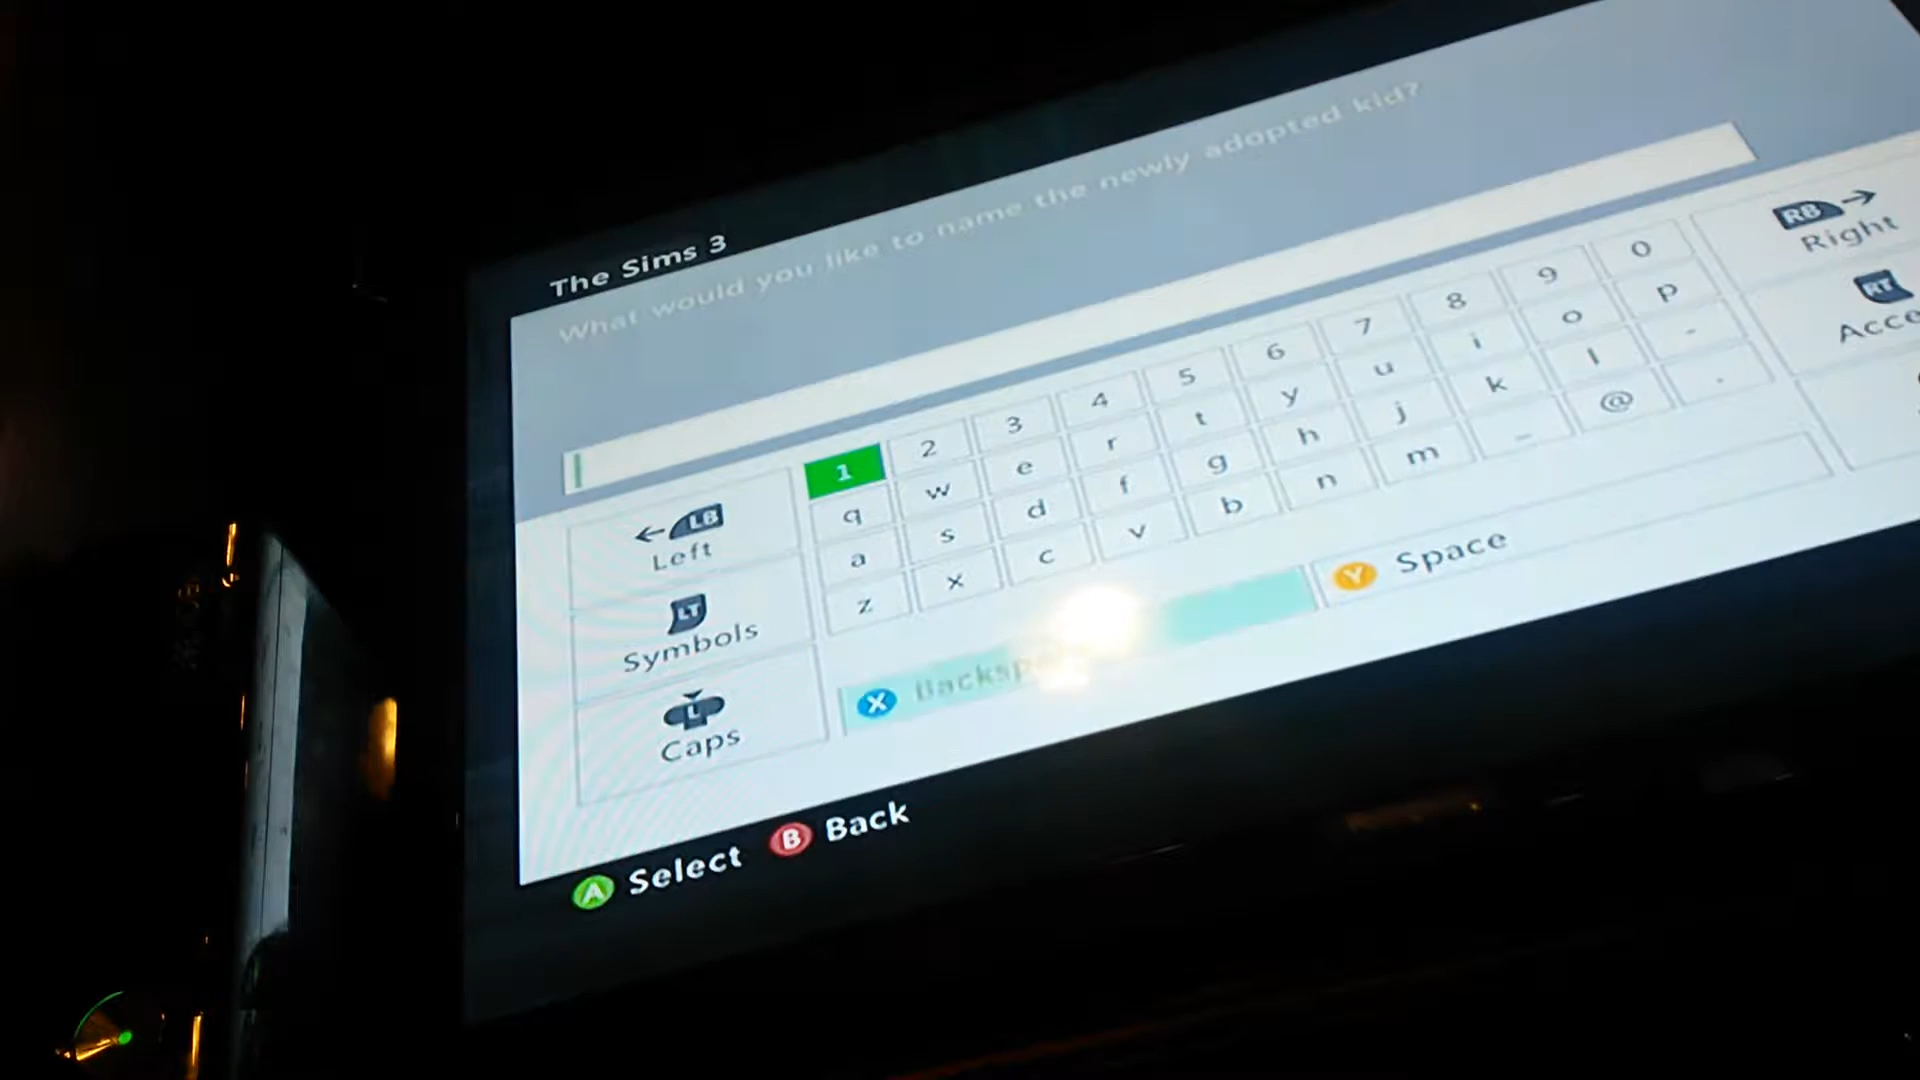 The Sims 3
What would you like to name the newly adopted kid?
1 2 3 4 5 6 7 8 9 0
q w e r t y u i o p
a s d f g h j k l -
z x c v b n m _ @ .
LB
Left
LT
Symbols
L
Caps
RB
Right
RT
X
Y Space
A Select B Back